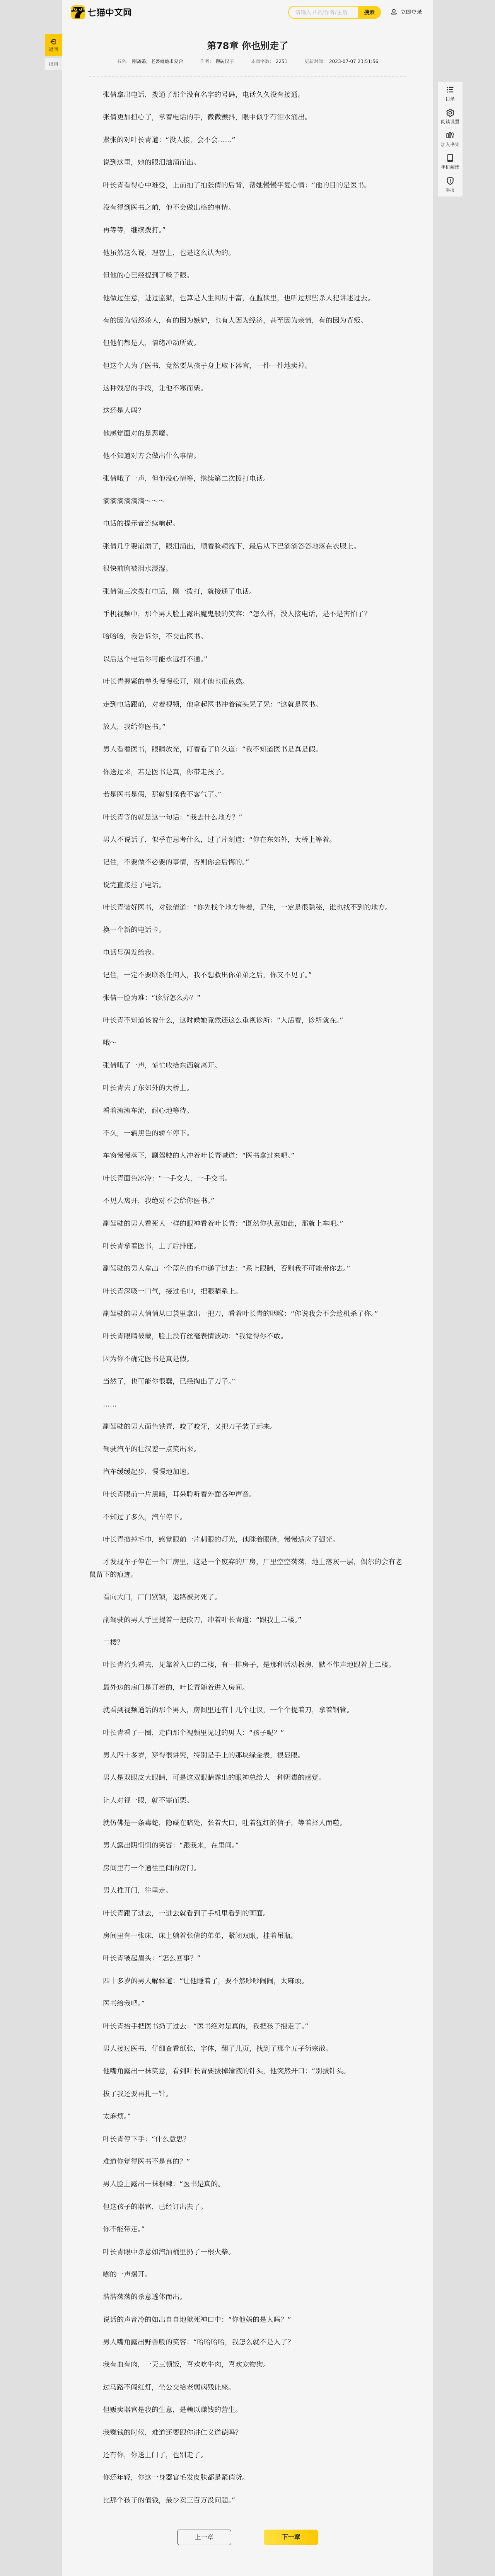 七猫中文网
请输入书名/作者/主角
搜索
立即登录
返回
阅读
目录
阅读设置
加入书架
手机阅读
举报
第78章 你也别走了
作者：
本章字数： 2251
更新时间： 2023-07-07 23:51:56
张倩拿出电话，拨通了那个没有名字的号码，电话久久没有接通。
张倩更加担心了，拿着电话的手，微微颤抖，眼中似乎有泪水涌出。
紧张的对叶长青道：“没人接，会不会……”
说到这里，她的眼泪汹涌而出。
叶长青看得心中难受，上前拍了拍张倩的后背，帮她慢慢平复心情：“他的目的是医书。
没有得到医书之前，他不会做出格的事情。
再等等，继续拨打。”
他虽然这么说，理智上，也是这么认为的。
但他的心已经提到了嗓子眼。
他做过生意，进过监狱，也算是人生阅历丰富，在监狱里，也听过那些杀人犯讲述过去。
有的因为愤怒杀人，有的因为嫉妒，也有人因为经济，甚至因为亲情，有的因为背叛。
但他们都是人，情绪冲动所致。
但这个人为了医书，竟然要从孩子身上取下器官，一件一件地卖掉。
这种残忍的手段，让他不寒而栗。
这还是人吗？
他感觉面对的是恶魔。
他不知道对方会做出什么事情。
张倩哦了一声，但他没心情等，继续第二次拨打电话。
滴滴滴滴滴滴～～～
电话的提示音连续响起。
张倩几乎要崩溃了，眼泪涌出，顺着脸颊流下，最后从下巴滴滴答答地落在衣服上。
很快前胸被泪水浸湿。
张倩第三次拨打电话，刚一拨打，就接通了电话。
手机视频中，那个男人脸上露出魔鬼般的笑容：“怎么样，没人接电话，是不是害怕了？
哈哈哈，我告诉你，不交出医书。
以后这个电话你可能永远打不通。”
叶长青握紧的拳头慢慢松开，刚才他也很煎熬。
走到电话跟前，对着视频，他拿起医书冲着镜头晃了晃：“这就是医书。
放人，我给你医书。”
男人看着医书，眼睛放光，盯着看了许久道：“我不知道医书是真是假。
你送过来，若是医书是真，你带走孩子。
若是医书是假，那就别怪我不客气了。”
叶长青等的就是这一句话：“我去什么地方？”
男人不说话了，似乎在思考什么，过了片刻道：“你在东郊外，大桥上等着。
记住，不要做不必要的事情，否则你会后悔的。”
说完直接挂了电话。
叶长青装好医书，对张倩道：“你先找个地方待着，记住，一定是很隐秘，谁也找不到的地方。
换一个新的电话卡。
电话号码发给我。
记住，一定不要联系任何人，我不想救出你弟弟之后，你又不见了。”
张倩一脸为难：“诊所怎么办？”
叶长青不知道该说什么，这时候她竟然还这么重视诊所：“人活着，诊所就在。”
哦～
张倩哦了一声，慌忙收拾东西就离开。
叶长青去了东郊外的大桥上。
看着滚滚车流，耐心地等待。
不久，一辆黑色的轿车停下。
车窗慢慢落下，副驾驶的人冲着叶长青喊道：“医书拿过来吧。”
叶长青面色冰冷：“一手交人，一手交书。
不见人离开，我绝对不会给你医书。”
副驾驶的男人看死人一样的眼神看着叶长青：“既然你执意如此，那就上车吧。”
叶长青拿着医书，上了后排座。
副驾驶的男人拿出一个蓝色的毛巾递了过去：“系上眼睛，否则我不可能带你去。”
叶长青深吸一口气，接过毛巾，把眼睛系上。
副驾驶的男人悄悄从口袋里拿出一把刀，看着叶长青的咽喉：“你说我会不会趁机杀了你。”
叶长青眼睛被蒙，脸上没有丝毫表情波动：“我觉得你不敢。
因为你不确定医书是真是假。
当然了，也可能你很蠢，已经掏出了刀子。”
……
副驾驶的男人面色铁青，咬了咬牙，又把刀子装了起来。
驾驶汽车的壮汉差一点笑出来。
汽车缓缓起步，慢慢地加速。
叶长青眼前一片黑暗，耳朵聆听着外面各种声音。
不知过了多久，汽车停下。
叶长青撤掉毛巾，感觉眼前一片刺眼的灯光，他眯着眼睛，慢慢适应了强光。
才发现车子停在一个厂房里，这是一个废弃的厂房，厂里空空荡荡，地上落灰一层，偶尔的会有老
鼠留下的痕迹。
看向大门，厂门紧锁，退路被封死了。
副驾驶的男人手里提着一把砍刀，冲着叶长青道：“跟我上二楼。”
二楼？
叶长青抬头看去，见靠着入口的二楼，有一排房子，是那种活动板房，默不作声地跟着上二楼。
最外边的房门是开着的，叶长青随着进入房间。
就看到视频通话的那个男人，房间里还有十几个壮汉，一个个提着刀，拿着钢管。
叶长青看了一圈，走向那个视频里见过的男人：“孩子呢？”
男人四十多岁，穿得很讲究，特别是手上的那块绿金表，很显眼。
男人是双眼皮大眼睛，可是这双眼睛露出的眼神总给人一种阴毒的感觉。
让人对视一眼，就不寒而栗。
就仿佛是一条毒蛇，隐藏在暗处，张着大口，吐着猩红的信子，等着择人而噬。
男人露出阴恻恻的笑容：“跟我来，在里间。”
房间里有一个通往里间的房门。
男人推开门，往里走。
叶长青跟了进去，一进去就看到了手机里看到的画面。
房间里有一张床，床上躺着张倩的弟弟，紧闭双眼，挂着吊瓶。
叶长青皱起眉头：“怎么回事？”
四十多岁的男人解释道：“让他睡着了，要不然吵吵闹闹，太麻烦。
医书给我吧。”
叶长青抬手把医书扔了过去：“医书绝对是真的，我把孩子抱走了。”
男人接过医书，仔细查看纸张，字体，翻了几页，找到了那个五子衍宗散。
他嘴角露出一抹笑意，看到叶长青要拔掉输液的针头，他突然开口：“别拔针头。
拔了我还要再扎一针。
太麻烦。”
叶长青停下手：“什么意思？
难道你觉得医书不是真的？”
男人脸上露出一抹狠辣：“医书是真的。
但这孩子的器官，已经订出去了。
你不能带走。”
叶长青眼中杀意如汽油桶里扔了一根火柴。
嘭的一声爆开。
浩浩荡荡的杀意透体而出。
说话的声音冷的如出自自地狱死神口中：“你他妈的是人吗？”
男人嘴角露出野兽般的笑容：“哈哈哈哈，我怎么就不是人了？
我有血有肉，一天三顿饭，喜欢吃牛肉，喜欢宠物狗。
过马路不闯红灯，坐公交给老弱病残让座。
但贩卖器官是我的生意，是赖以赚钱的营生。
我赚钱的时候，难道还要跟你讲仁义道德吗？
还有你，你送上门了，也别走了。
你还年轻，你这一身器官毛发皮肤都是紧俏货。
比那个孩子的值钱，最少卖三百万没问题。”
上一章
下一章